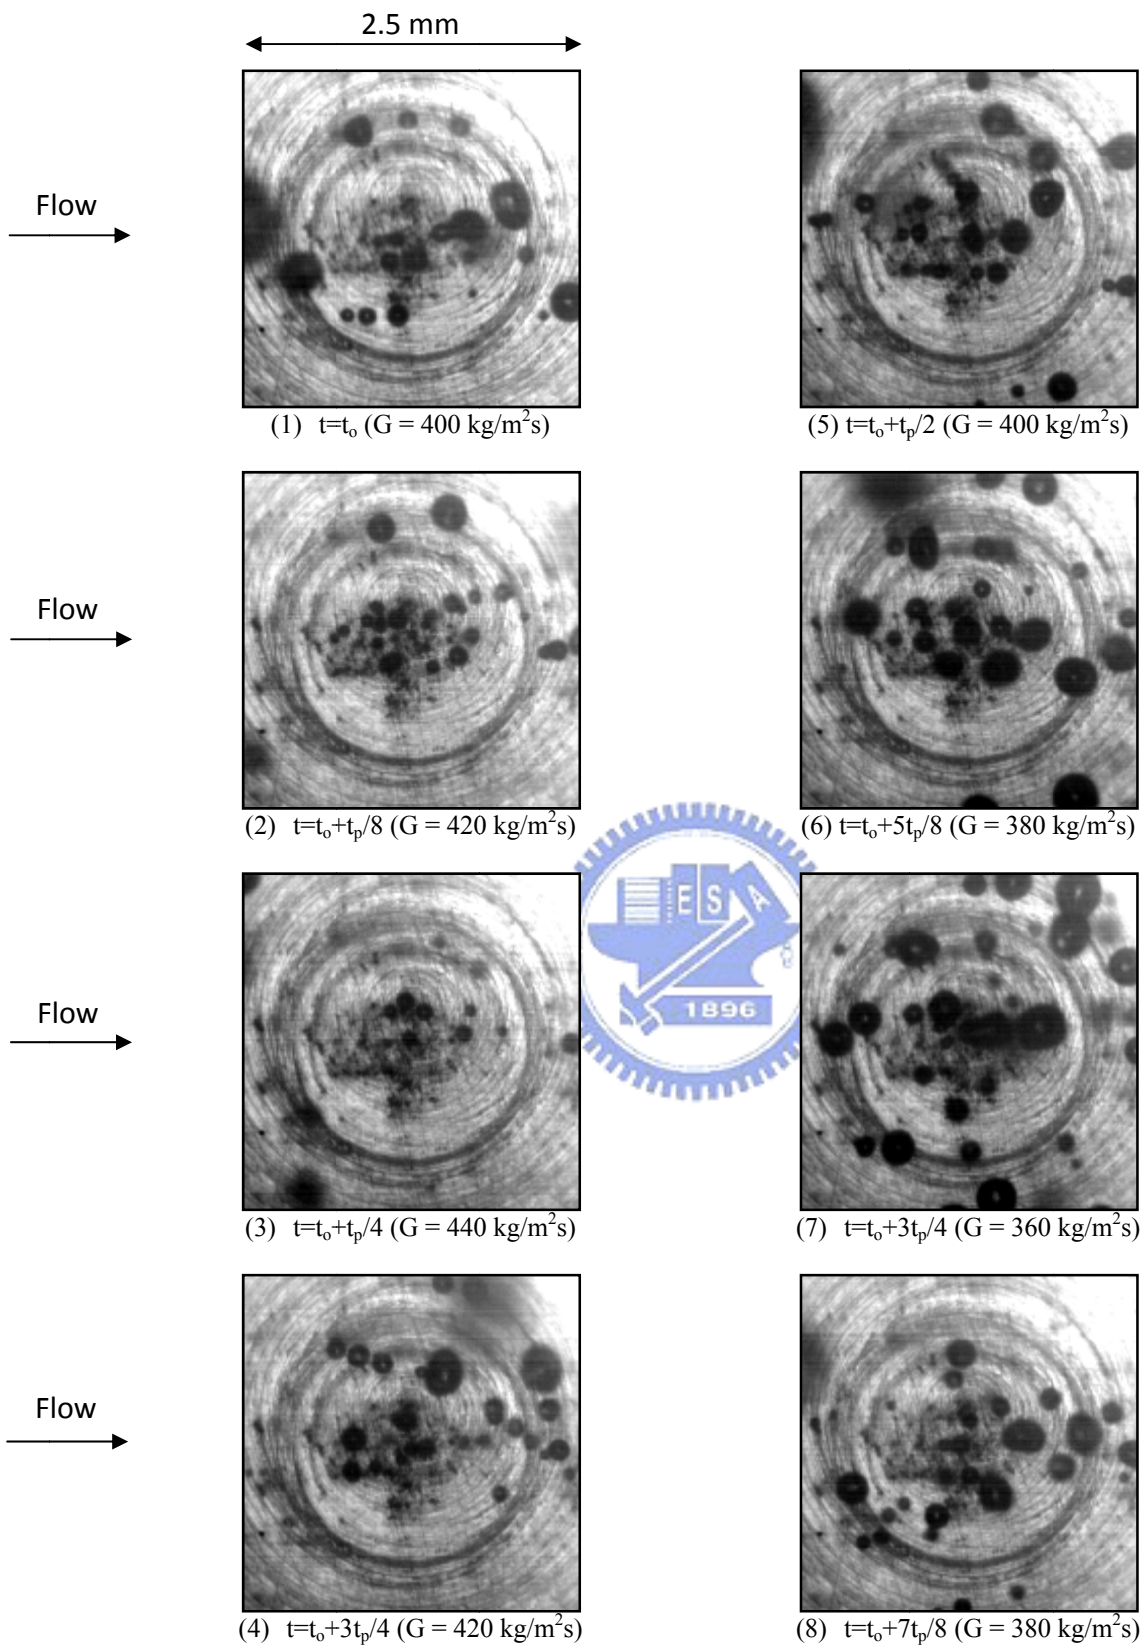 2.5 mm
Flow
(1) t=tₒ (G = 400 kg/m²s)
(5) t=tₒ+tₚ/2 (G = 400 kg/m²s)
Flow
(2) t=tₒ+tₚ/8 (G = 420 kg/m²s)
(6) t=tₒ+5tₚ/8 (G = 380 kg/m²s)
E S A
1896
Flow
(3) t=tₒ+tₚ/4 (G = 440 kg/m²s)
(7) t=tₒ+3tₚ/4 (G = 360 kg/m²s)
Flow
(4) t=tₒ+3tₚ/4 (G = 420 kg/m²s)
(8) t=tₒ+7tₚ/8 (G = 380 kg/m²s)